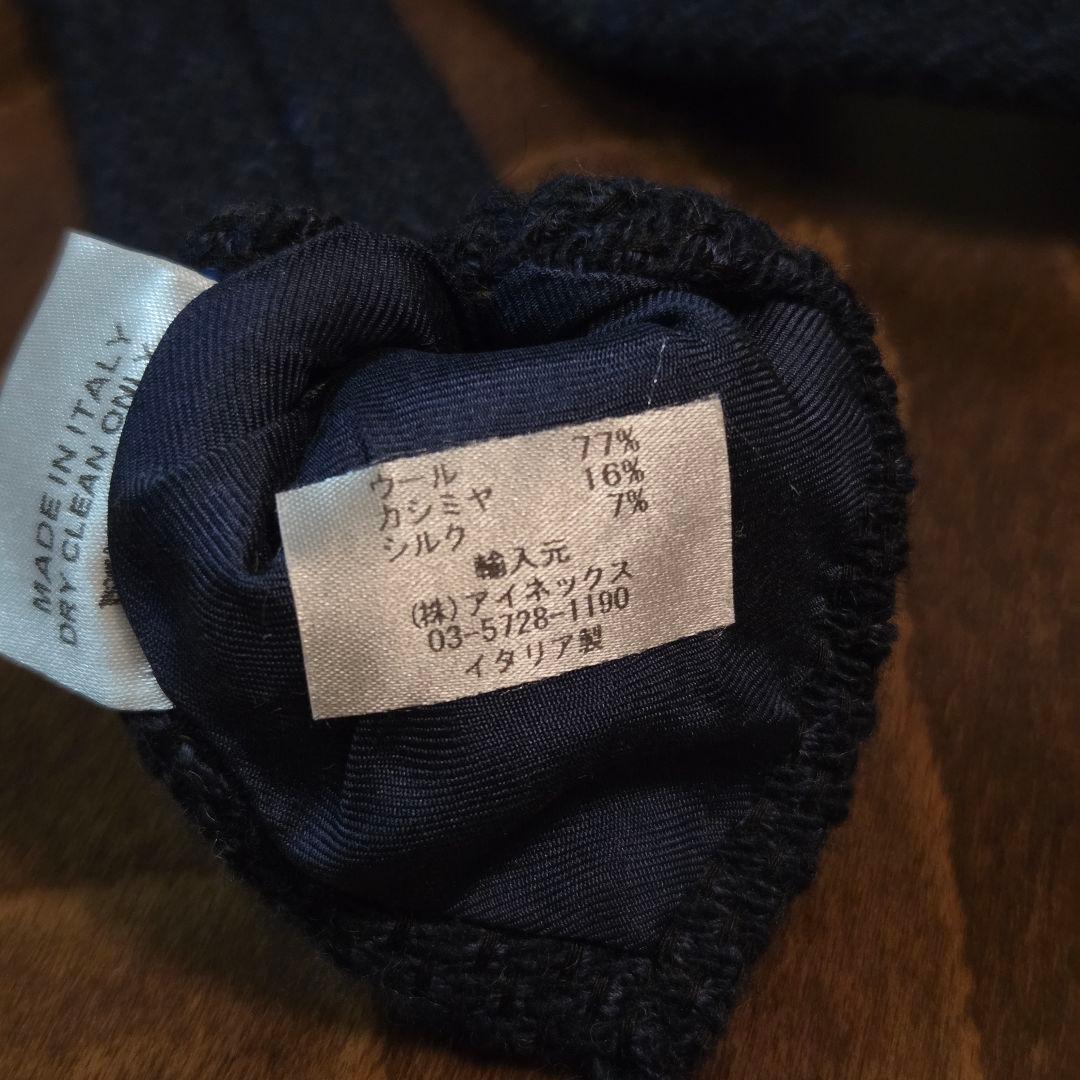 MADE IN ITALY
DRY CLEAN ONLY
ウール 77%
カシミヤ 16%
シルク 7%
輸入元
(株)アイネックス
03-5728-1190
イタリア製